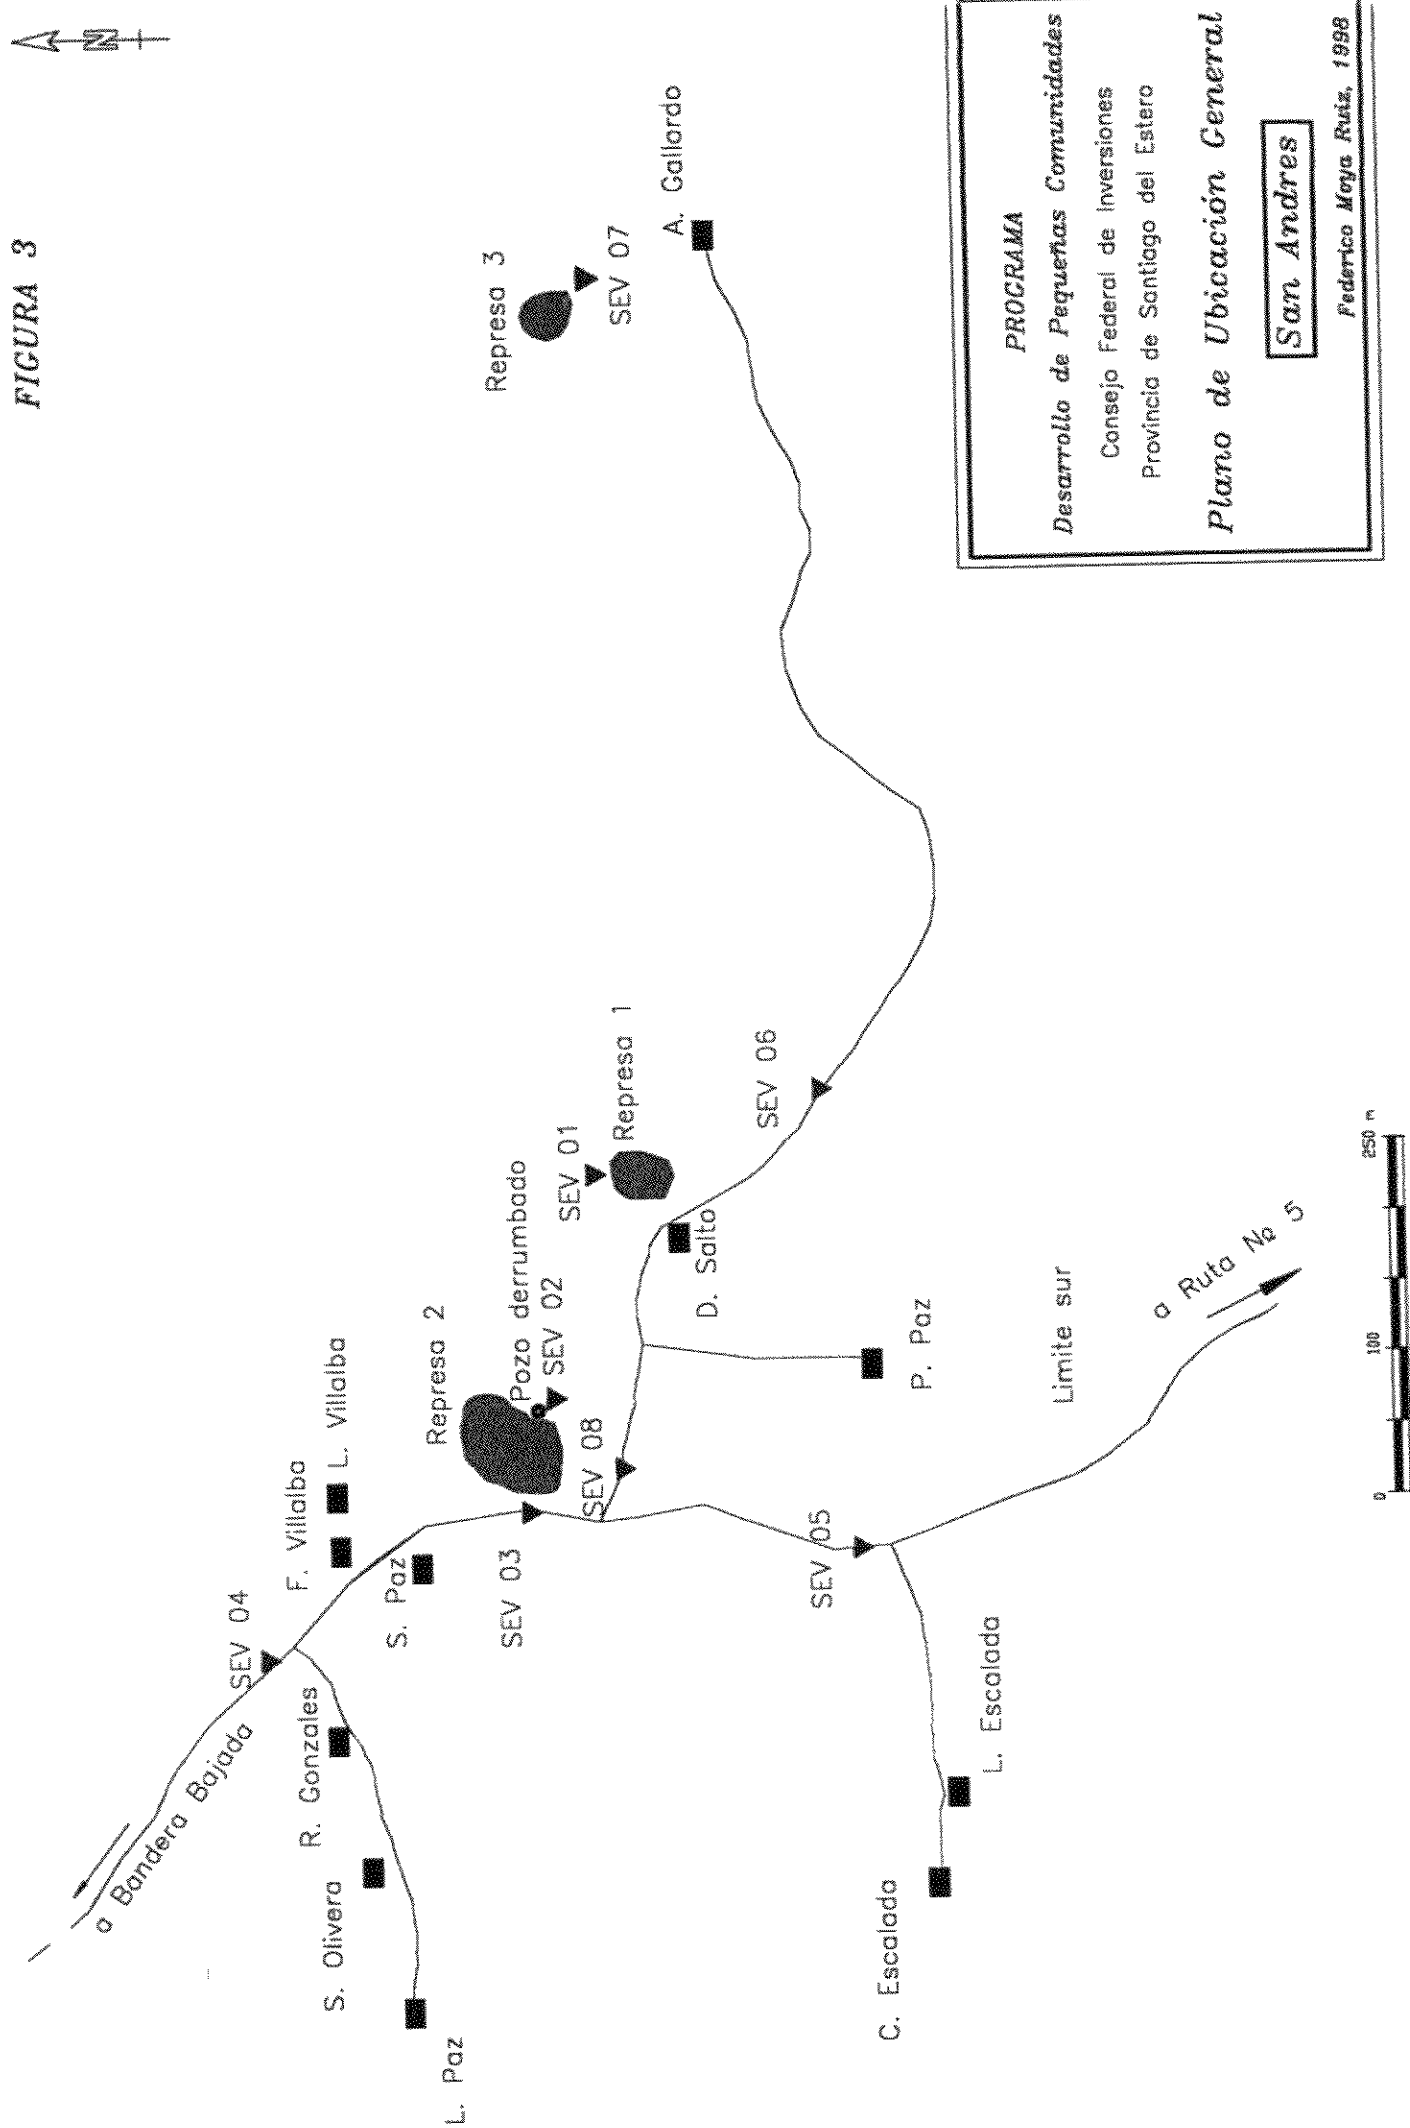 FIGURA 3
N
a Bandera Bajada
SEV 04
F. Villalba
L. Villalba
R. Gonzales
S. Olivera
L. Paz
S. Paz
SEV 03
Represa 2
Pozo derrumbado
SEV 02
SEV 08
SEV 01
Represa 1
D. Salto
SEV 06
P. Paz
Represa 3
SEV 07
A. Gallardo
SEV 05
L. Escalada
C. Escalada
Limite sur
a Ruta No 5
0 100 250 m
PROGRAMA
Desarrollo de Pequeñas Comunidades
Consejo Federal de Inversiones
Provincia de Santiago del Estero
Plano de Ubicación General
San Andres
Federico Moya Ruiz, 1998